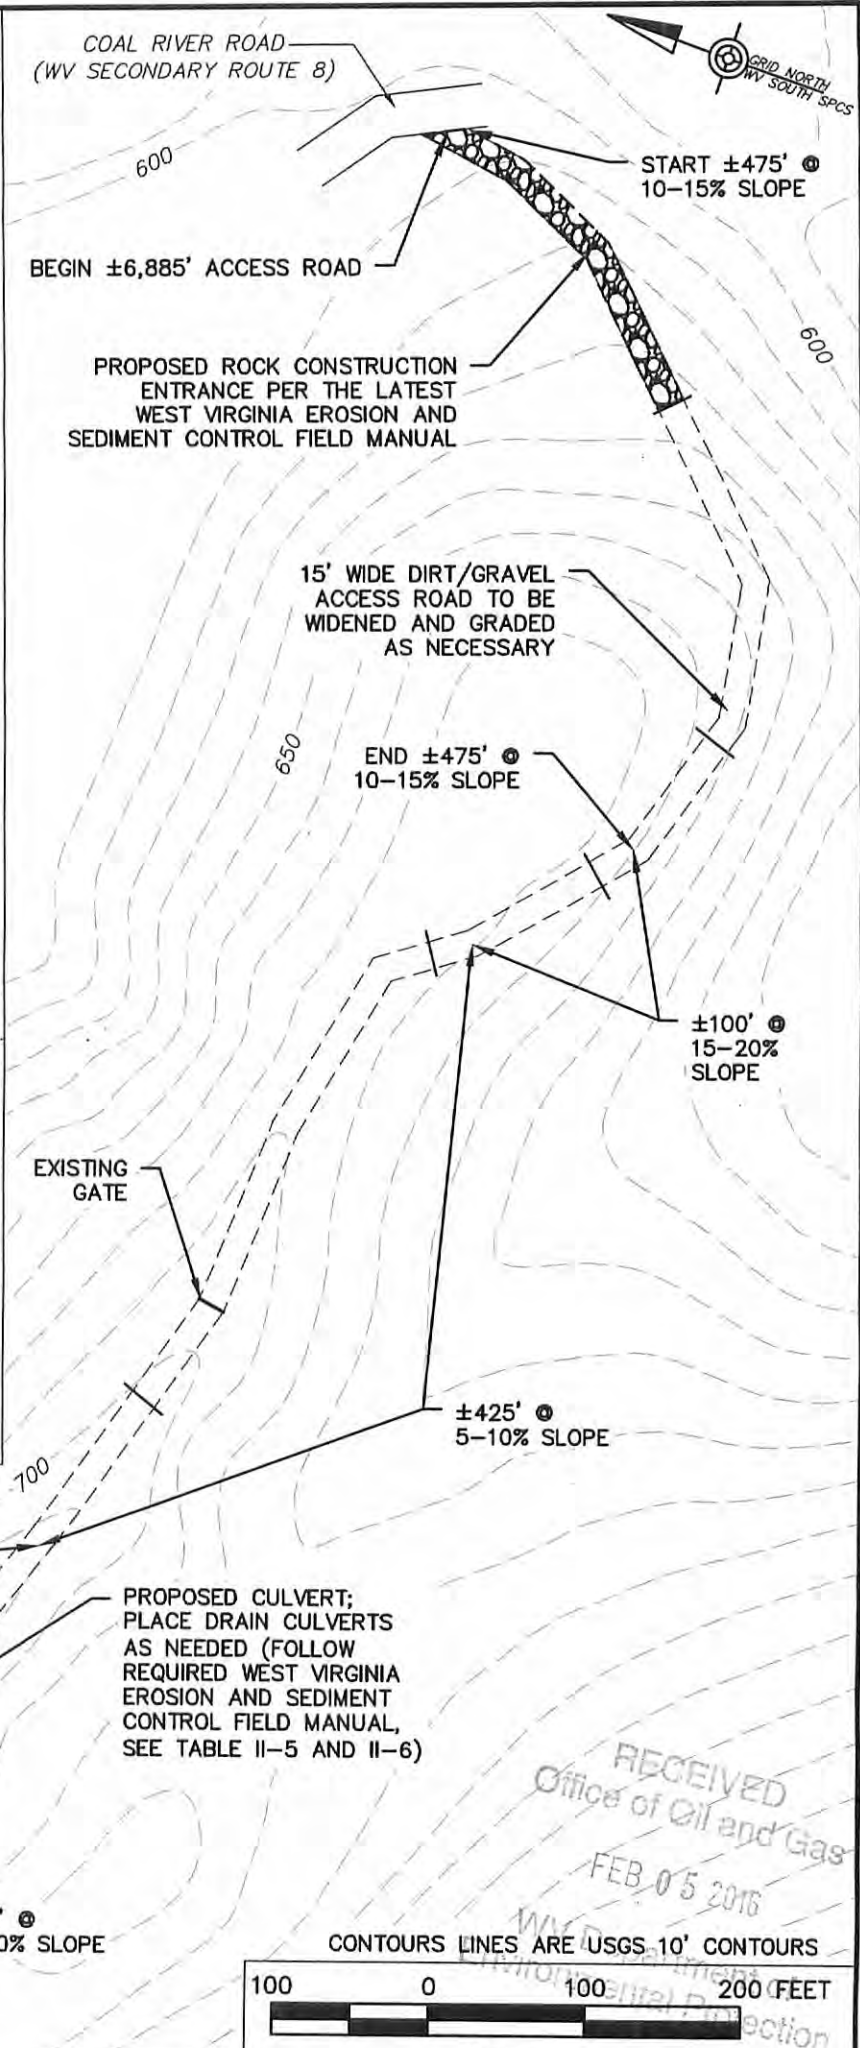 COAL RIVER ROAD
(WV SECONDARY ROUTE 8)
GRID NORTH
WV SOUTH SPCS
600
START ±475' @
10-15% SLOPE
BEGIN ±6,885' ACCESS ROAD
600
PROPOSED ROCK CONSTRUCTION
ENTRANCE PER THE LATEST
WEST VIRGINIA EROSION AND
SEDIMENT CONTROL FIELD MANUAL
15' WIDE DIRT/GRAVEL
ACCESS ROAD TO BE
WIDENED AND GRADED
AS NECESSARY
650
END ±475' @
10-15% SLOPE
±100' @
15-20%
SLOPE
EXISTING
GATE
±425' @
5-10% SLOPE
700
PROPOSED CULVERT;
PLACE DRAIN CULVERTS
AS NEEDED (FOLLOW
REQUIRED WEST VIRGINIA
EROSION AND SEDIMENT
CONTROL FIELD MANUAL,
SEE TABLE II-5 AND II-6)
RECEIVED
Office of Oil and Gas
FEB 05 2016
WV Department of
Environmental Protection
' @
0% SLOPE
CONTOURS LINES ARE USGS 10' CONTOURS
100 0 100 200 FEET